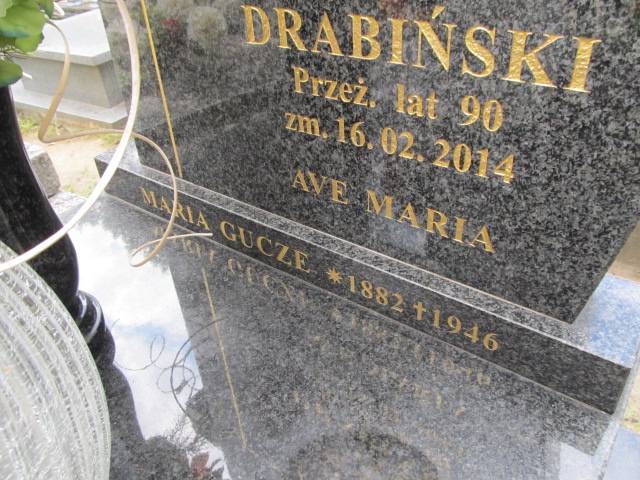 DRABIŃSKI
Przeż. lat 90
zm. 16.02.2014
AVE MARIA
MARIA GUCZE ✷1882 ✝1946